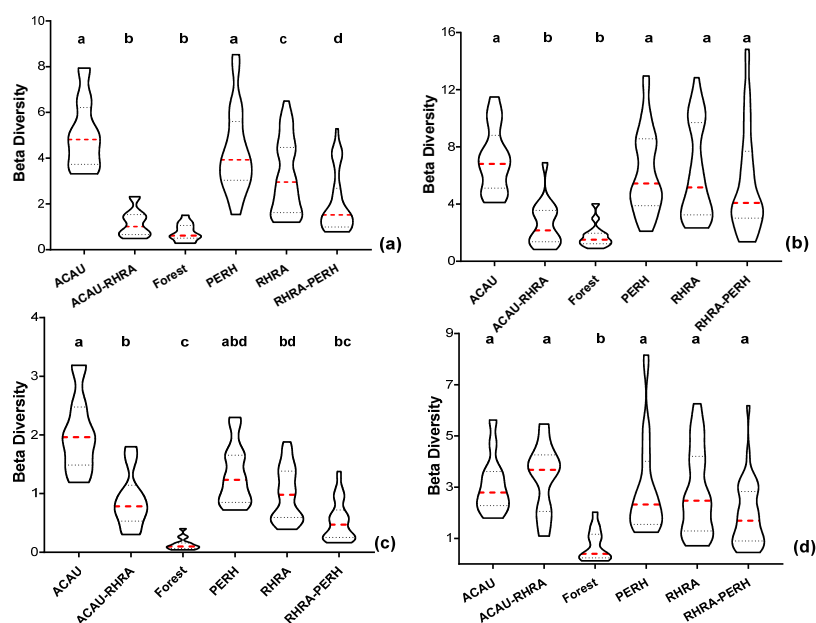 10
8
6
4
2
0
Beta Diversity
a b b a c d
ACAU
ACAU-RHRA
Forest
PERH
RHRA
RHRA-PERH
(a)
16
12
8
4
0
Beta Diversity
a b b a a a
ACAU
ACAU-RHRA
Forest
PERH
RHRA
RHRA-PERH
(b)
4
3
2
1
0
Beta Diversity
a b c abd bd bc
ACAU
ACAU-RHRA
Forest
PERH
RHRA
RHRA-PERH
(c)
9
7
5
3
1
Beta Diversity
a a b a a a
ACAU
ACAU-RHRA
Forest
PERH
RHRA
RHRA-PERH
(d)